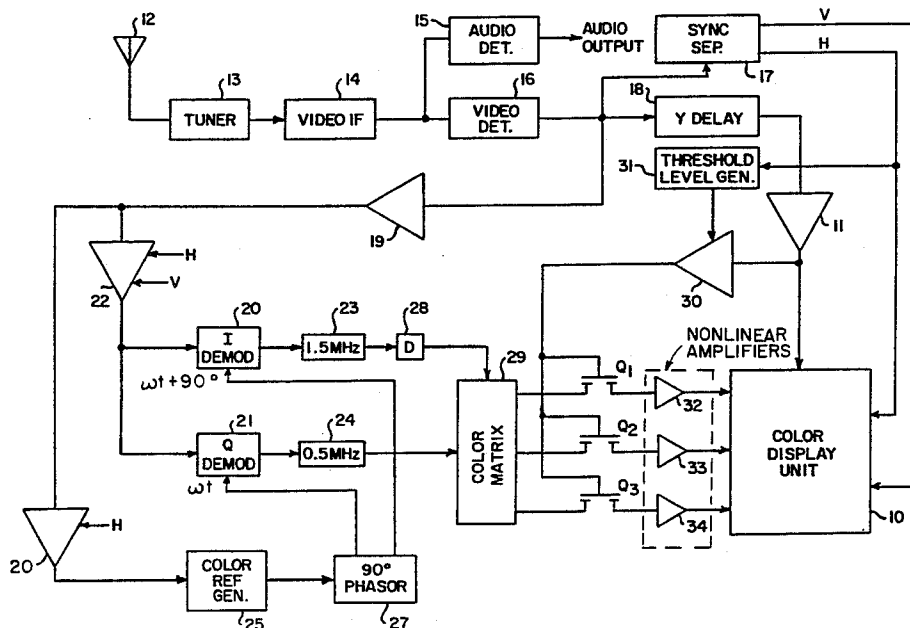 12
13
TUNER
14
VIDEO IF
15
AUDIO
DET.
AUDIO
OUTPUT
16
VIDEO
DET.
SYNC
SEP.
17
V
H
18
Y DELAY
31
THRESHOLD
LEVEL GEN.
11
19
30
22
H
V
20
I
DEMOD
ωt+90°
23
1.5MHz
28
D
29
COLOR
MATRIX
21
Q
DEMOD
ωt
24
0.5MHz
Q1
Q2
Q3
NONLINEAR
AMPLIFIERS
32
33
34
COLOR
DISPLAY
UNIT
10
20
H
COLOR
REF
GEN.
25
90°
PHASOR
27